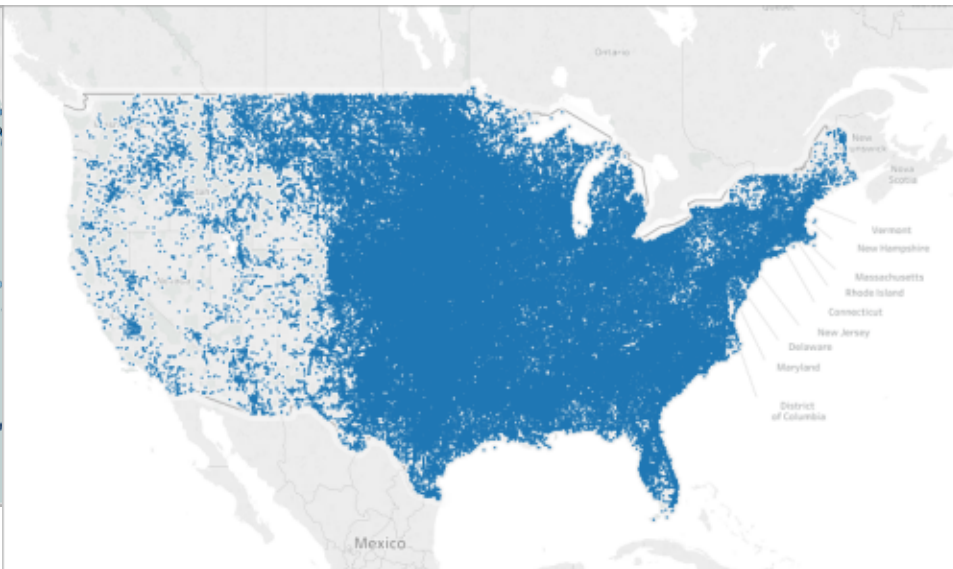 Ontario
New
Brunswick
Nova
Scotia
Vermont
New Hampshire
Massachusetts
Rhode Island
Connecticut
New Jersey
Delaware
Maryland
District
of Columbia
Mexico